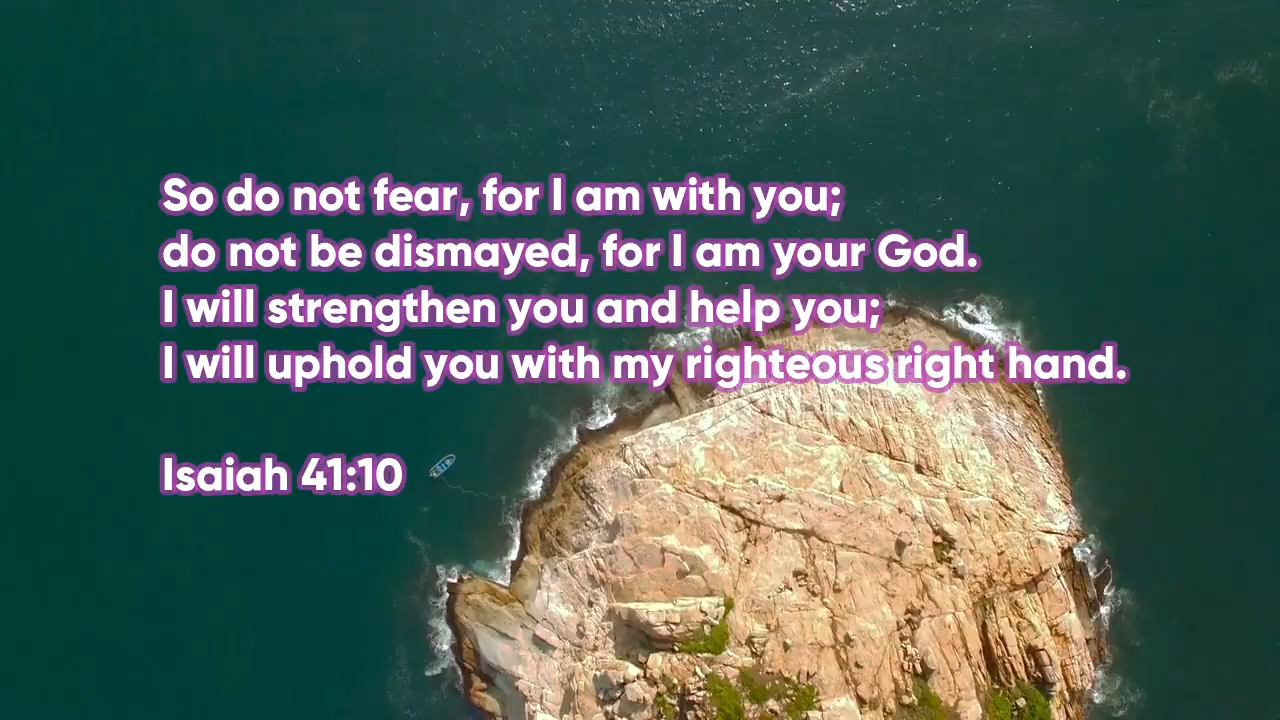 So do not fear, for I am with you;
do not be dismayed, for I am your God.
I will strengthen you and help you;
I will uphold you with my righteous right hand.
Isaiah 41:10